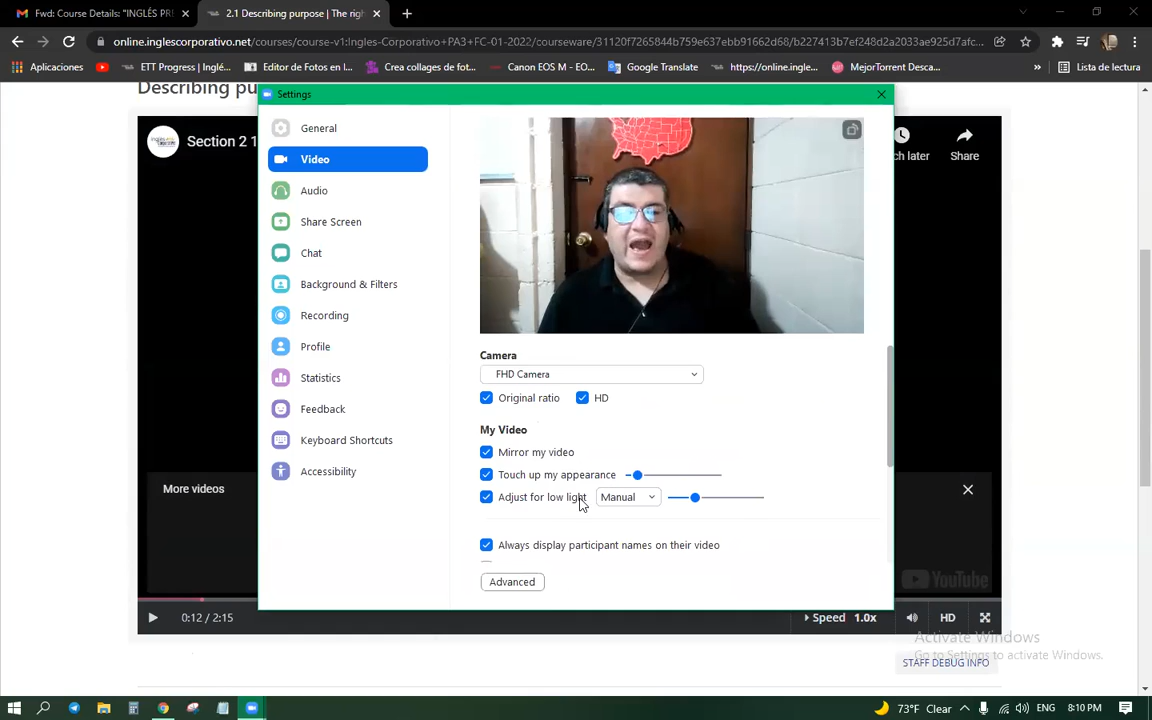 Fwd: Course Details: "INGLÉS PR
2.1 Describing purpose | The righ
online.inglescorporativo.net/courses/course-v1:Ingles-Corporativo+PA3+FC-01-2022/courseware/31120f7265844b759e637ebb91662d68/b227413b7ef248d2a2033ae925d7afc...
Aplicaciones
ETT Progress | Inglé...
Editor de Fotos en l...
Crea collages de fot...
Canon EOS M - EO...
Google Translate
https://online.ingle...
MejorTorrent Desca...
»
Lista de lectura
Describing pu
Settings
Section 2 1
ch later
Share
General
Video
Audio
Share Screen
Chat
Background & Filters
Recording
Profile
Statistics
Feedback
Keyboard Shortcuts
Accessibility
Camera
FHD Camera
Original ratio
HD
My Video
Mirror my video
Touch up my appearance
Adjust for low light
Manual
Always display participant names on their video
Advanced
More videos
YouTube
0:12 / 2:15
Speed 1.0x
HD
Activate Windows
Go to Settings to activate Windows.
STAFF DEBUG INFO
73°F Clear
ENG
8:10 PM